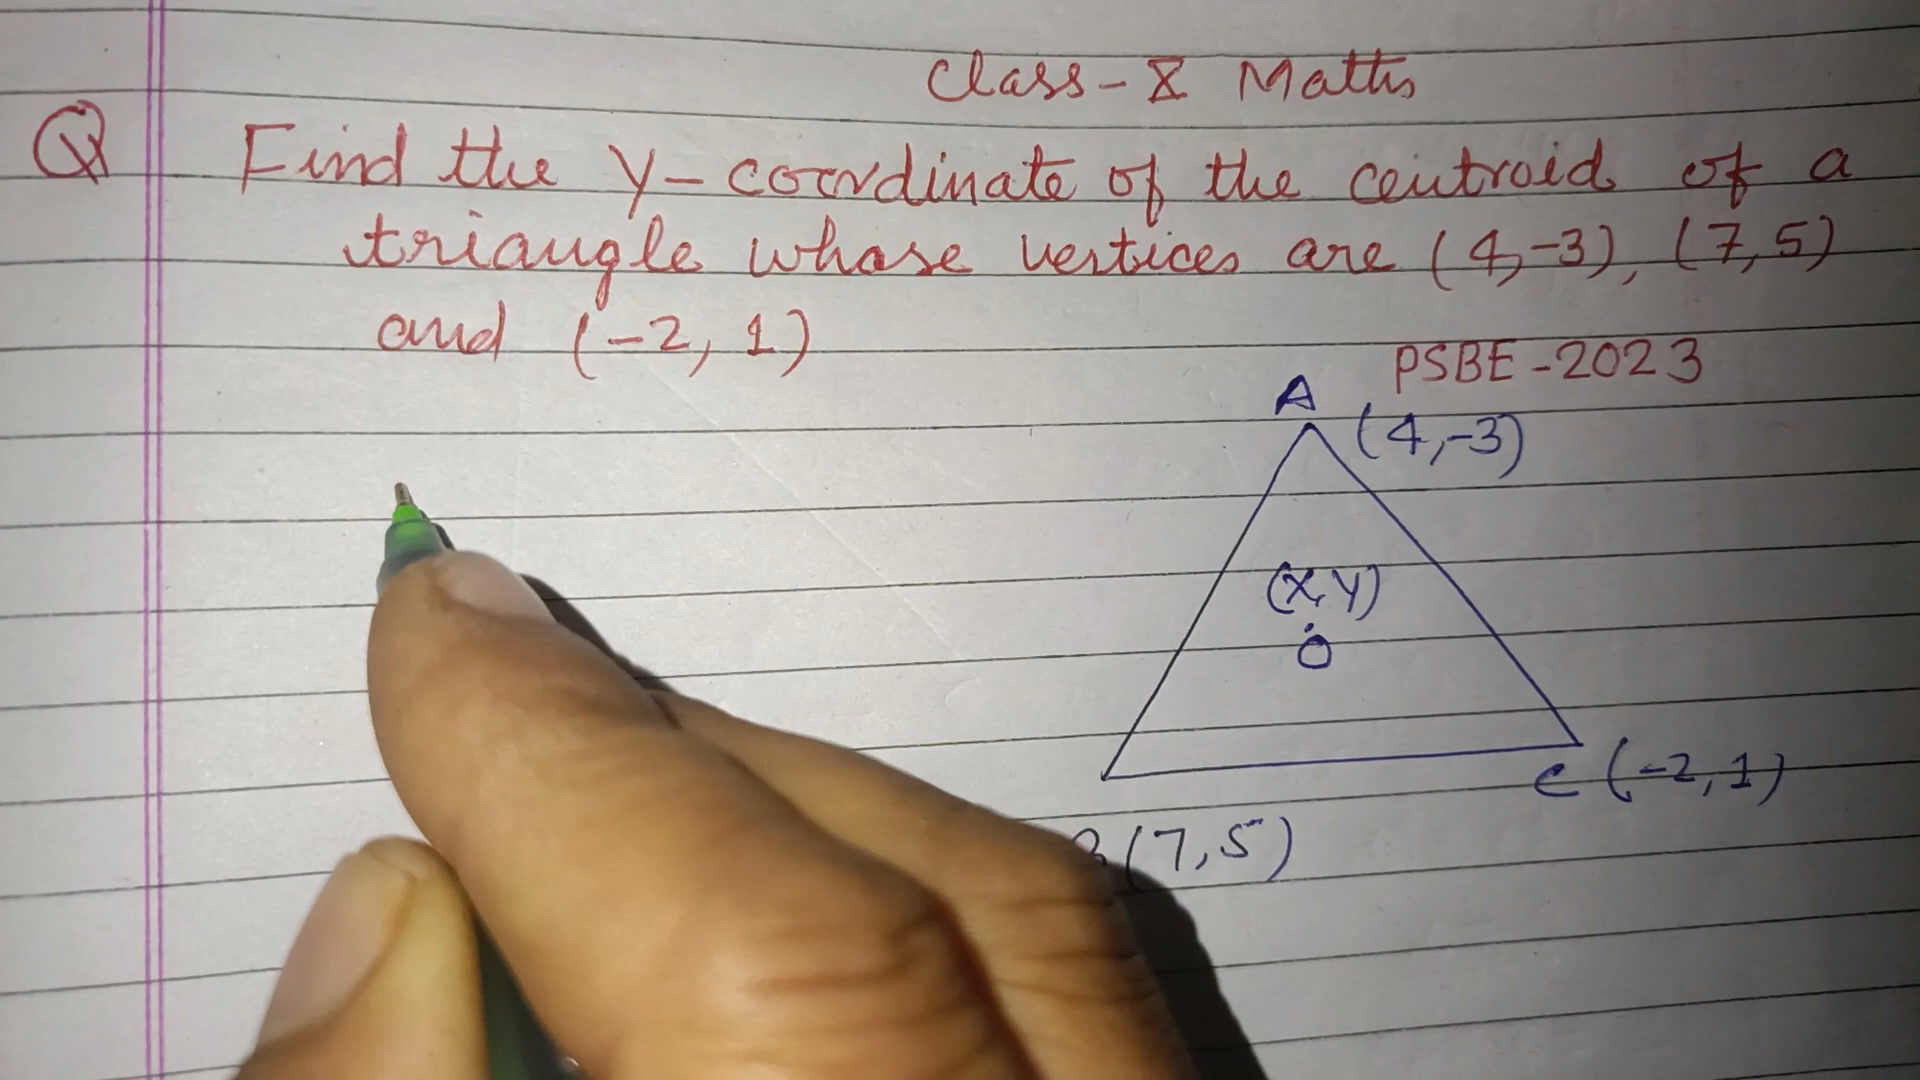 Class-X Maths
Q Find the y-coordinate of the centroid of a
triangle whose vertices are (4,-3), (7,5)
and (-2, 1)
PSBE-2023
A
(4,-3)
(x,y)
O
C (-2,1)
B (7,5)